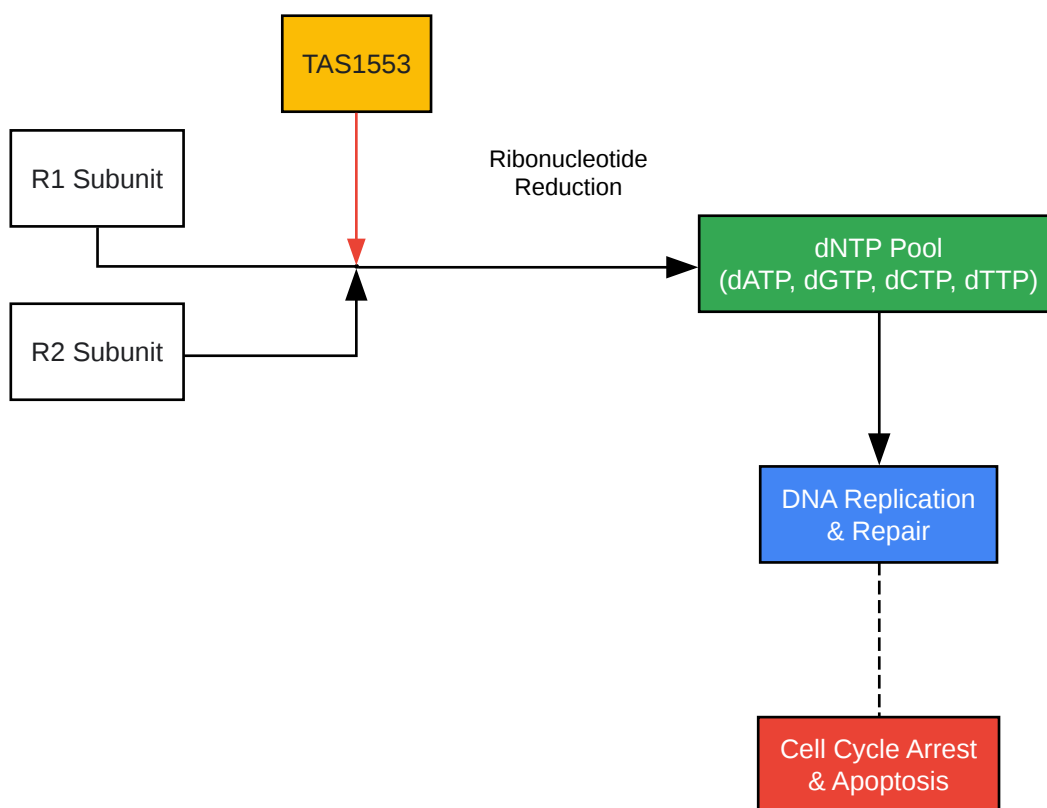 TAS1553
R1 Subunit
Ribonucleotide
Reduction
dNTP Pool
(dATP, dGTP, dCTP, dTTP)
R2 Subunit
DNA Replication
& Repair
Cell Cycle Arrest
& Apoptosis